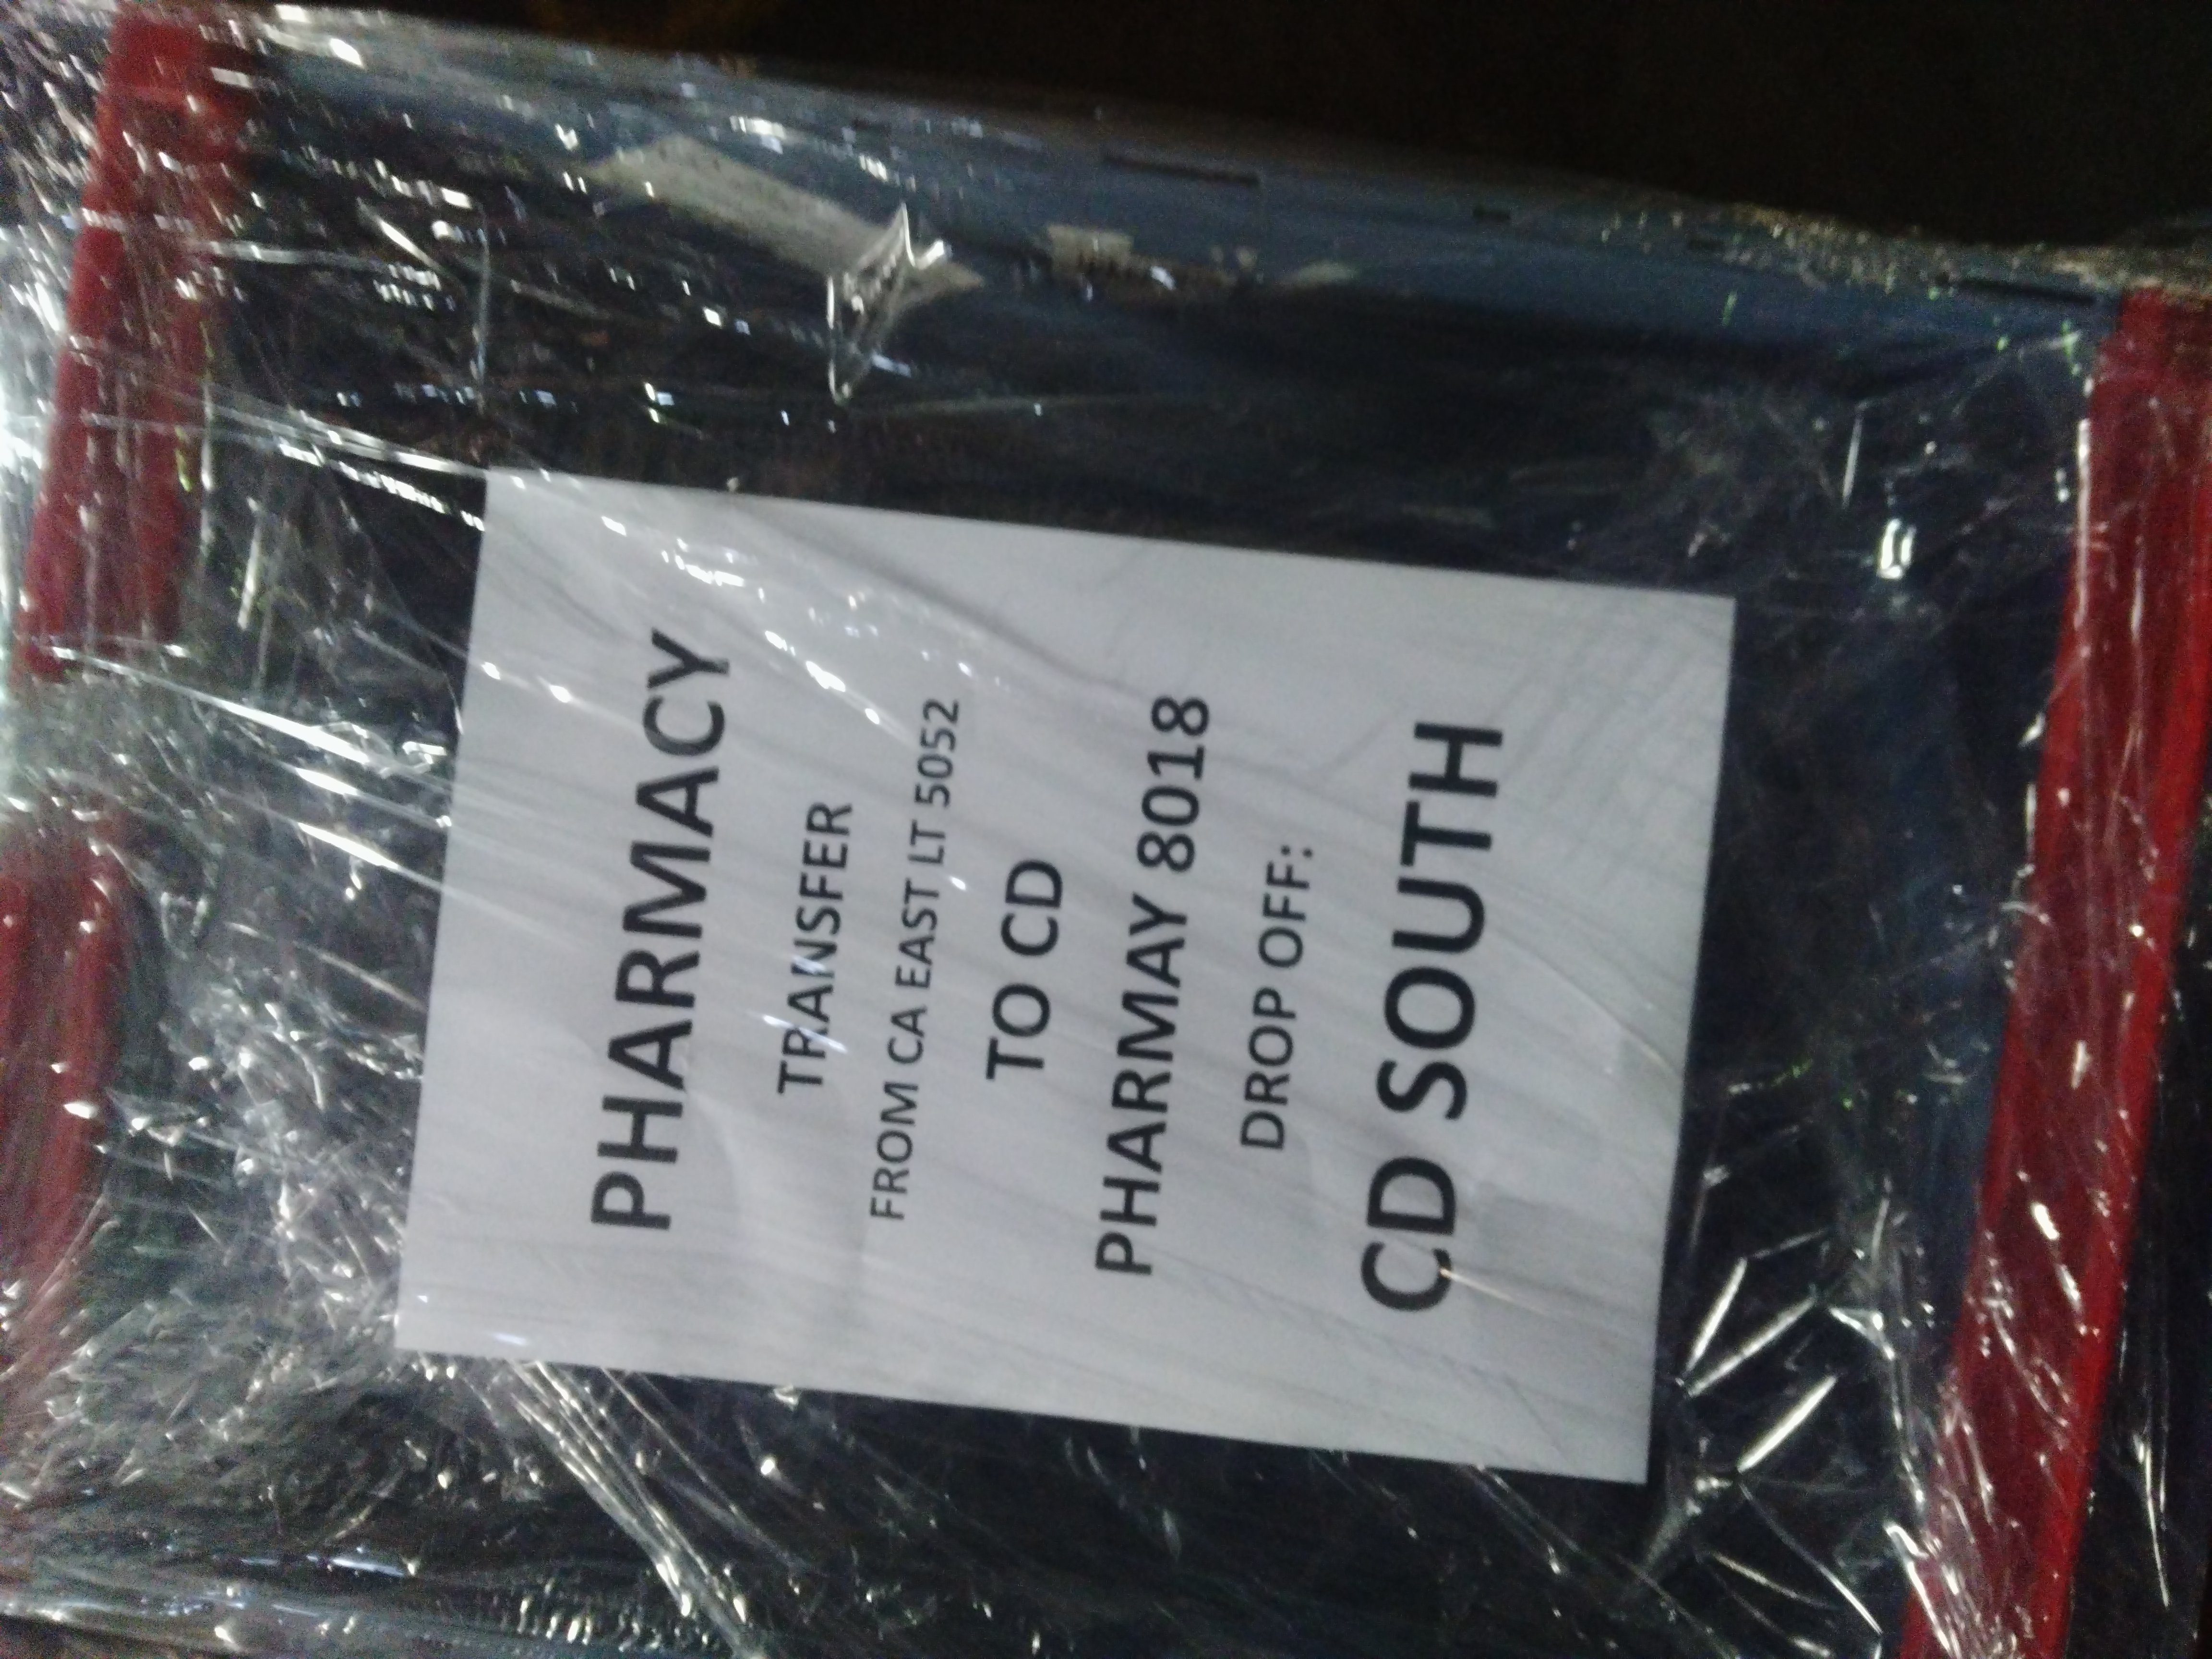 PHARMACY
TRANSFER
FROM CA EAST LT 5052
TO CD
PHARMAY 8018
DROP OFF:
CD SOUTH